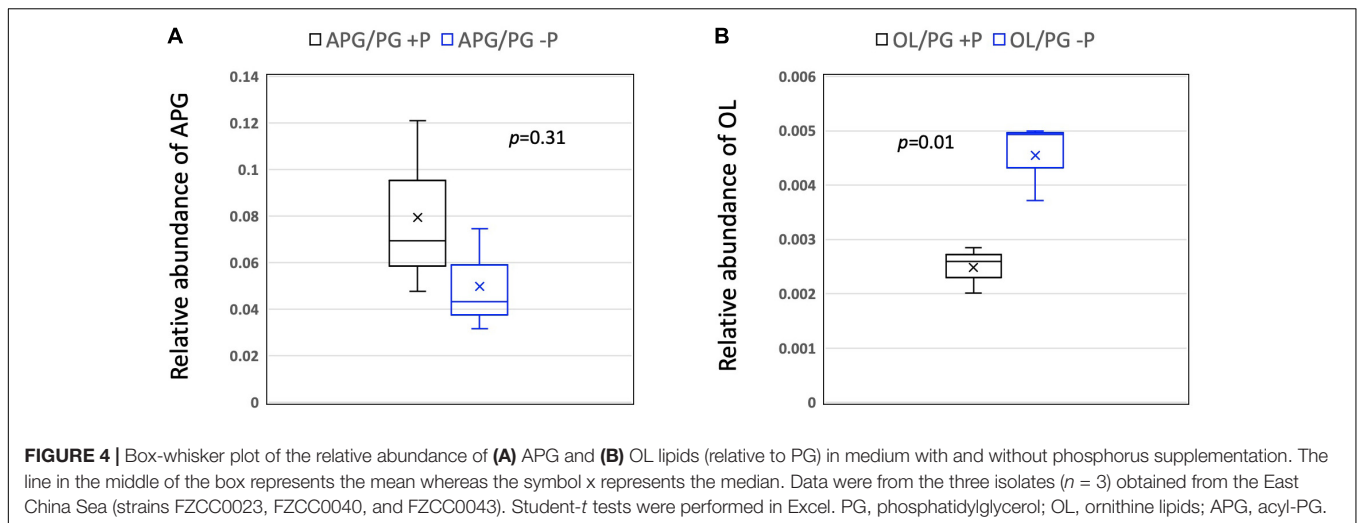 A
APG/PG +P APG/PG -P
Relative abundance of APG
0.14
0.12
0.1
0.08
0.06
0.04
0.02
0
p=0.31
B
OL/PG +P OL/PG -P
Relative abundance of OL
0.006
0.005
0.004
0.003
0.002
0.001
0
p=0.01
FIGURE 4 | Box-whisker plot of the relative abundance of (A) APG and (B) OL lipids (relative to PG) in medium with and without phosphorus supplementation. The
line in the middle of the box represents the mean whereas the symbol x represents the median. Data were from the three isolates (n = 3) obtained from the East
China Sea (strains FZCC0023, FZCC0040, and FZCC0043). Student-t tests were performed in Excel. PG, phosphatidylglycerol; OL, ornithine lipids; APG, acyl-PG.